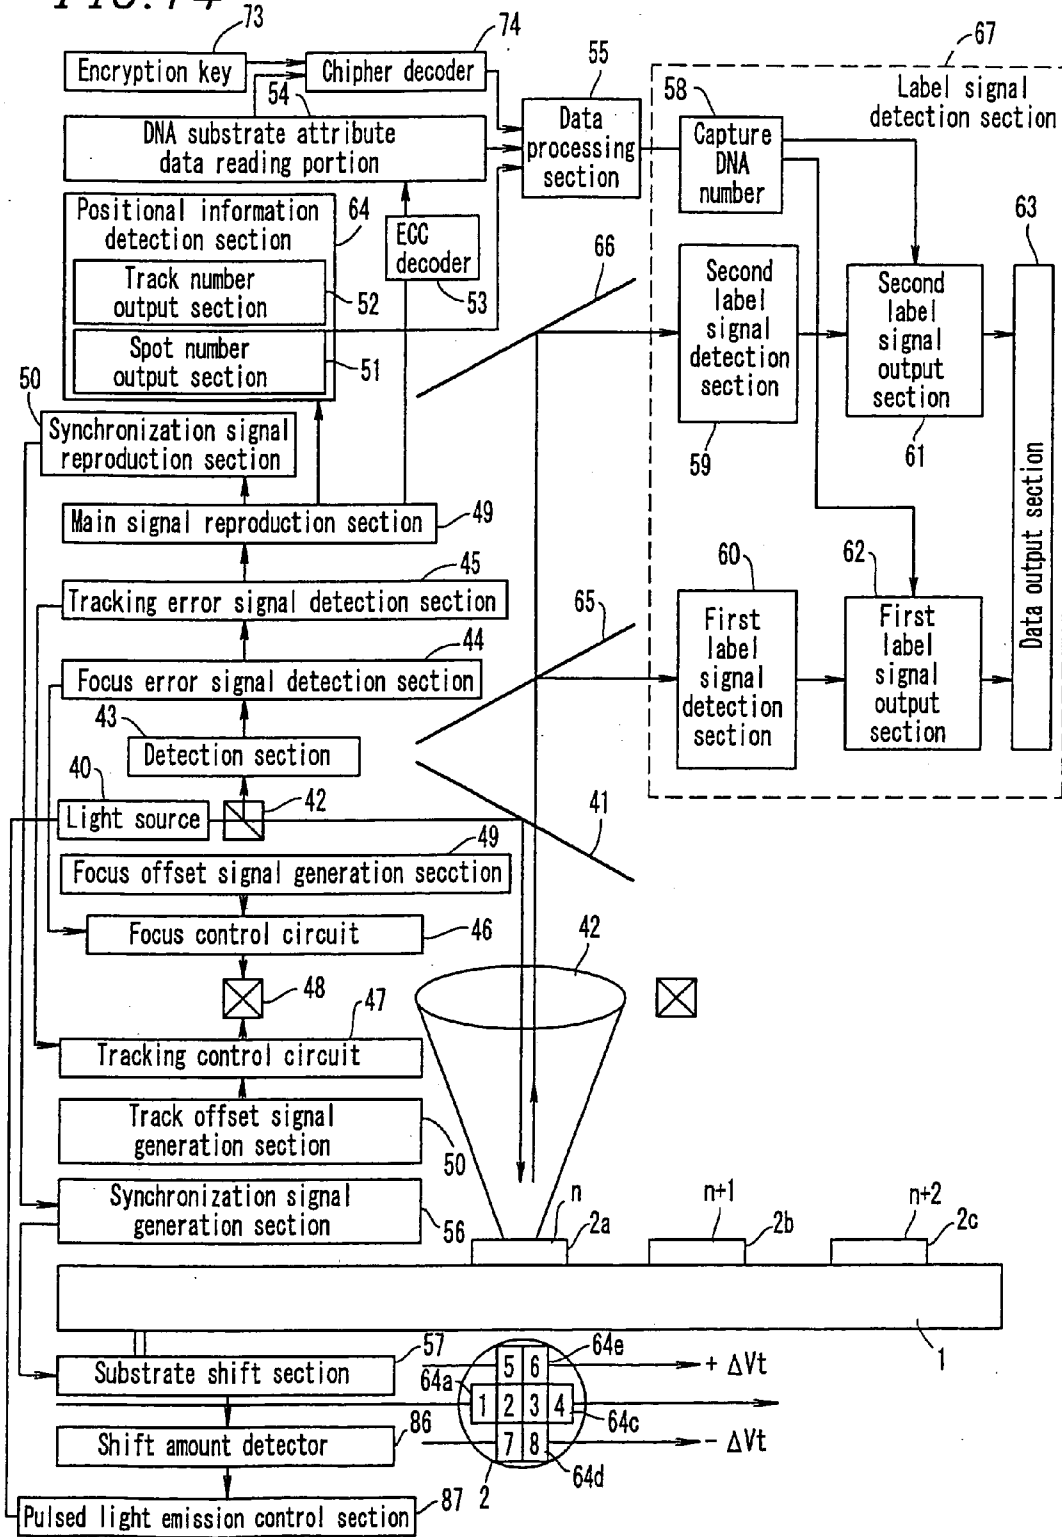 FIG.74
73
74
67
Encryption key
Chipher decoder
54
55
58
Label signal
detection section
DNA substrate attribute
data reading portion
Data
processing
section
Capture
DNA
number
Positional information
detection section
64
ECC
decoder
53
66
63
Track number
output section
52
Second
label
signal
detection
section
Second
label
signal
output
section
Spot number
output section
51
50
59
61
Synchronization signal
reproduction section
Main signal reproduction section
49
45
60
62
Data output section
Tracking error signal detection section
65
First
label
signal
detection
section
First
label
signal
output
section
44
Focus error signal detection section
43
Detection section
40
42
Light source
41
49
Focus offset signal generation secction
Focus control circuit
46
42
48
47
Tracking control circuit
Track offset signal
generation section
50
Synchronization signal
generation section
56
n
2a
n+1
2b
n+2
2c
1
57
Substrate shift section
5 6
64e
+ ΔVt
64a
1 2 3 4
64c
86
Shift amount detector
7 8
− ΔVt
2
64d
Pulsed light emission control section
87